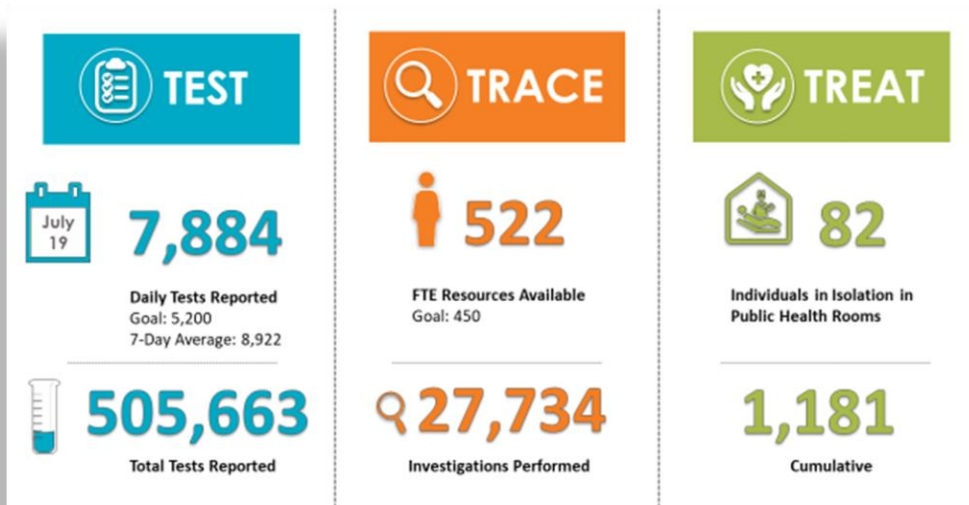 TEST
July
19
7,884
Daily Tests Reported
Goal: 5,200
7-Day Average: 8,922
505,663
Total Tests Reported
TRACE
522
FTE Resources Available
Goal: 450
27,734
Investigations Performed
TREAT
82
Individuals in Isolation in
Public Health Rooms
1,181
Cumulative